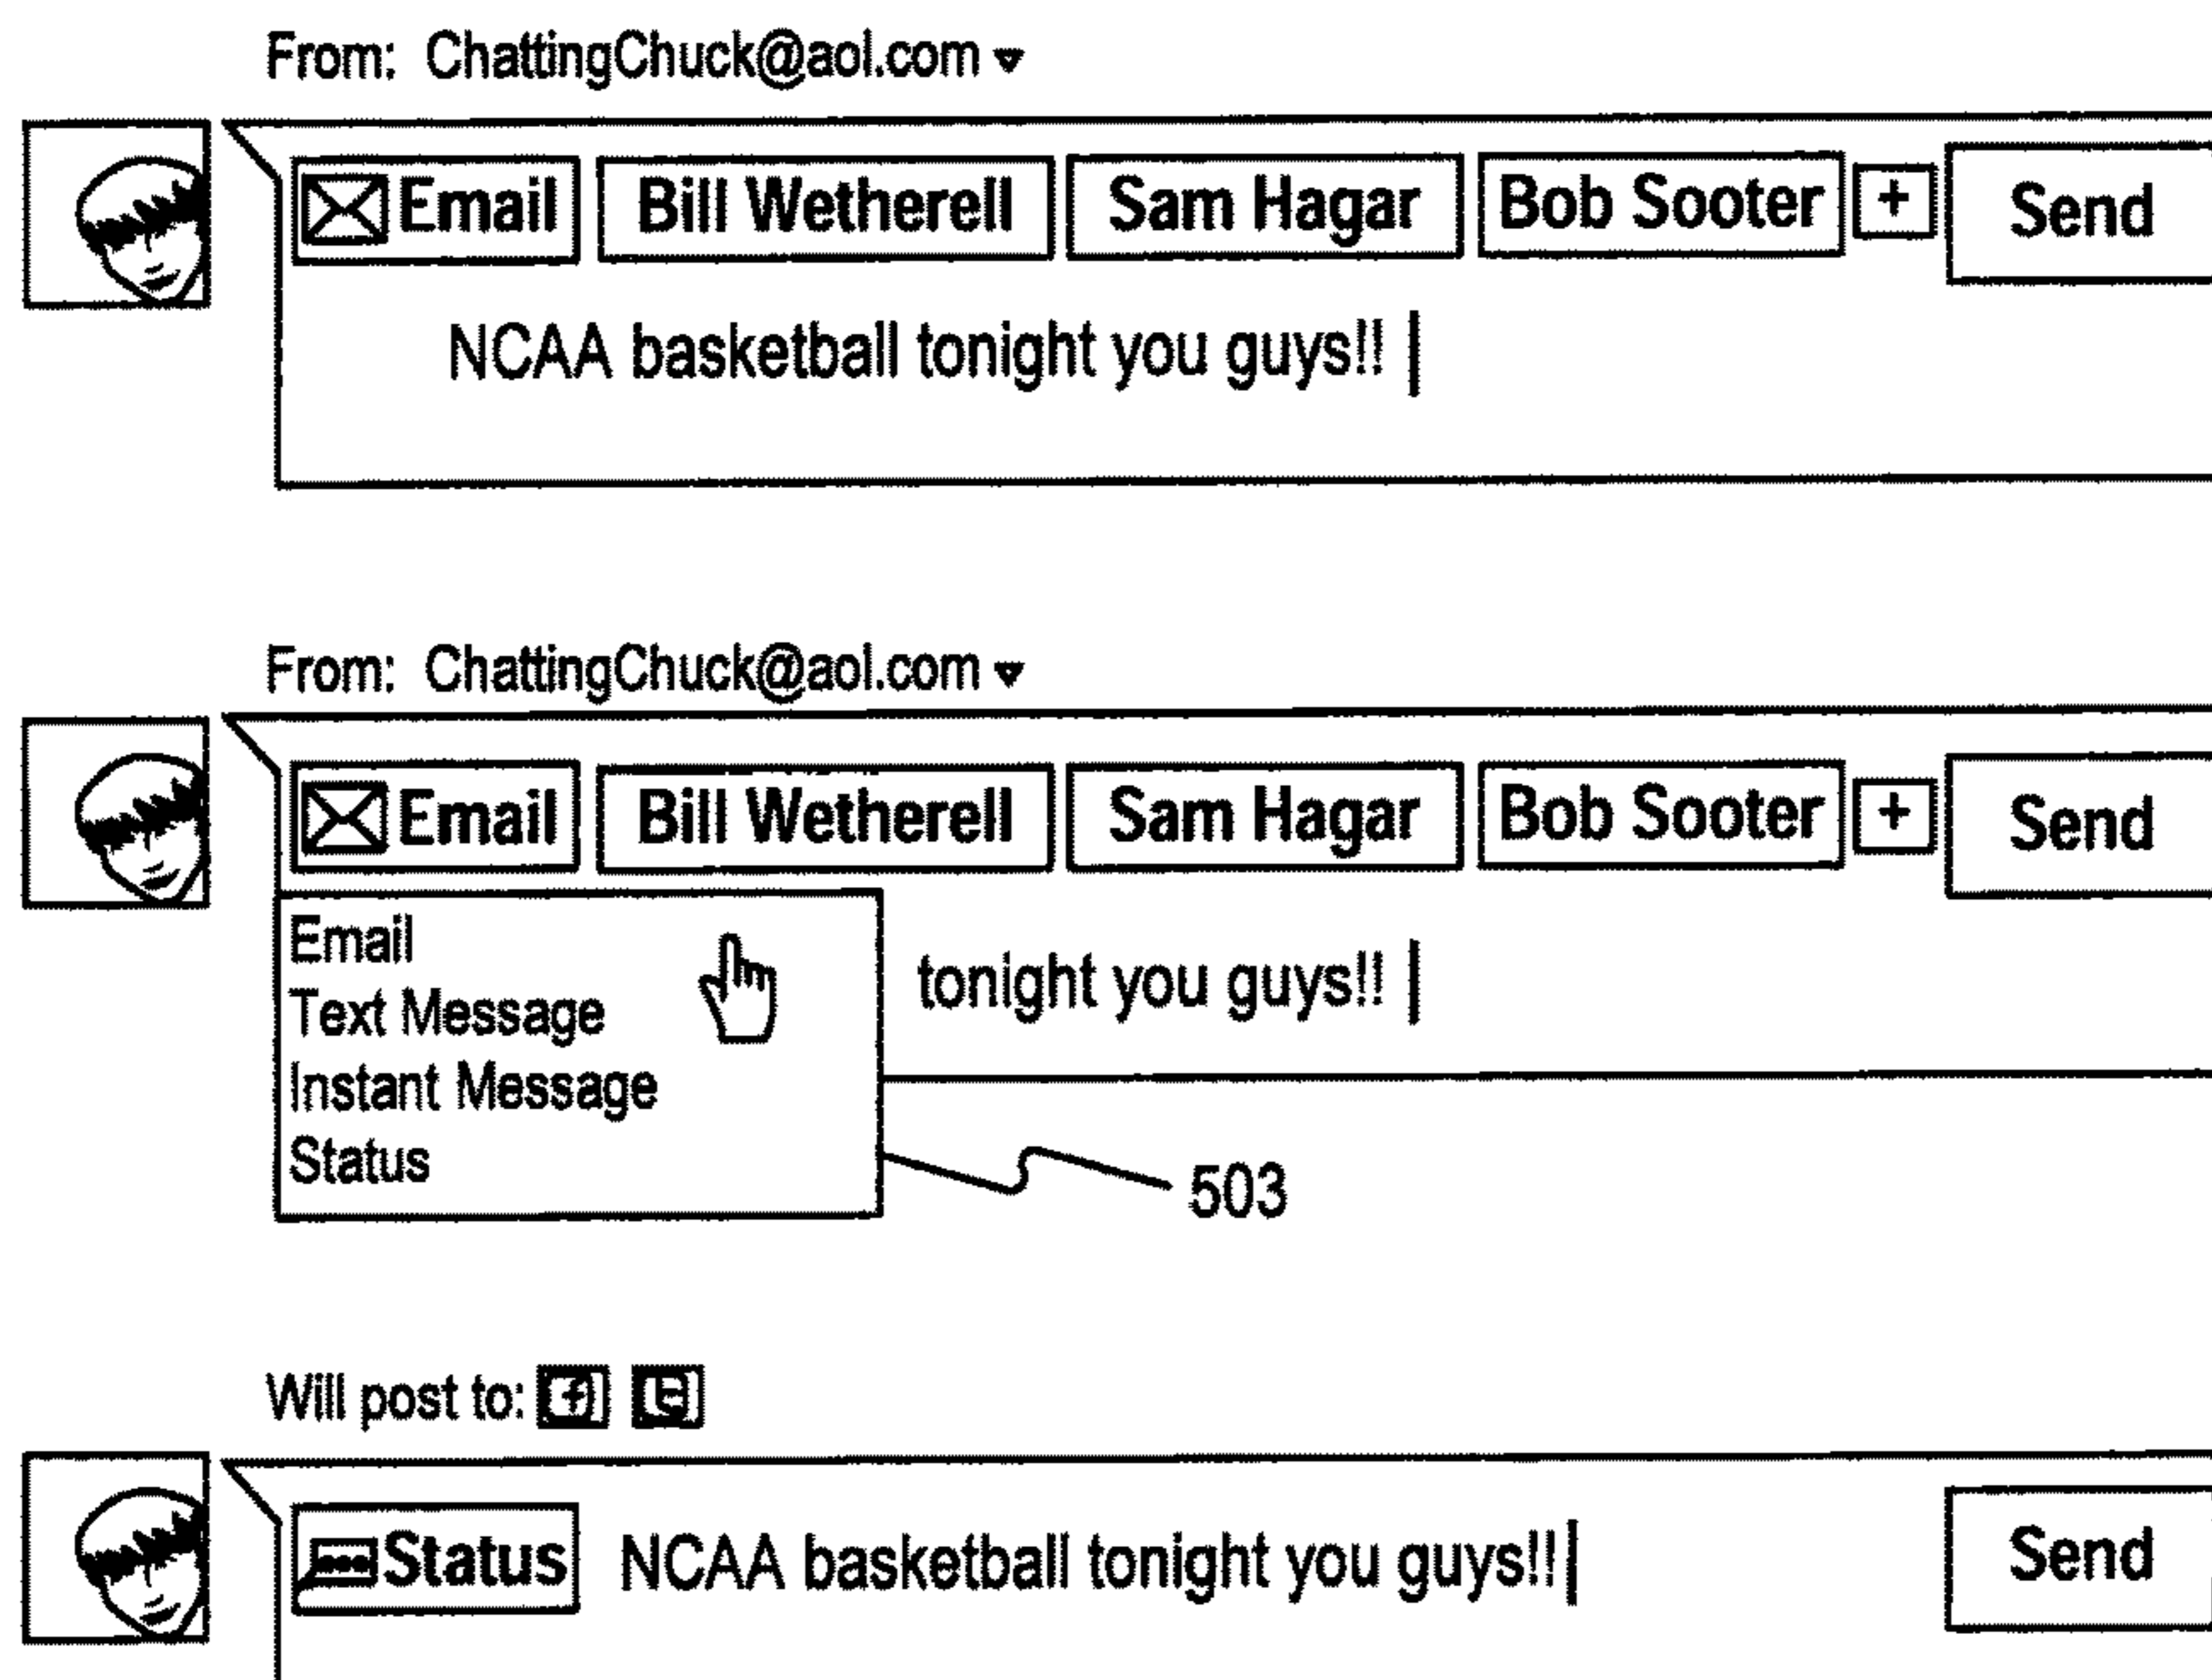 From: ChattingChuck@aol.com
Email Bill Wetherell Sam Hagar Bob Sooter + Send
NCAA basketball tonight you guys!!
From: ChattingChuck@aol.com
Email Bill Wetherell Sam Hagar Bob Sooter + Send
Email
tonight you guys!!
Text Message
Instant Message
Status
503
Will post to: f t
Status NCAA basketball tonight you guys!! Send